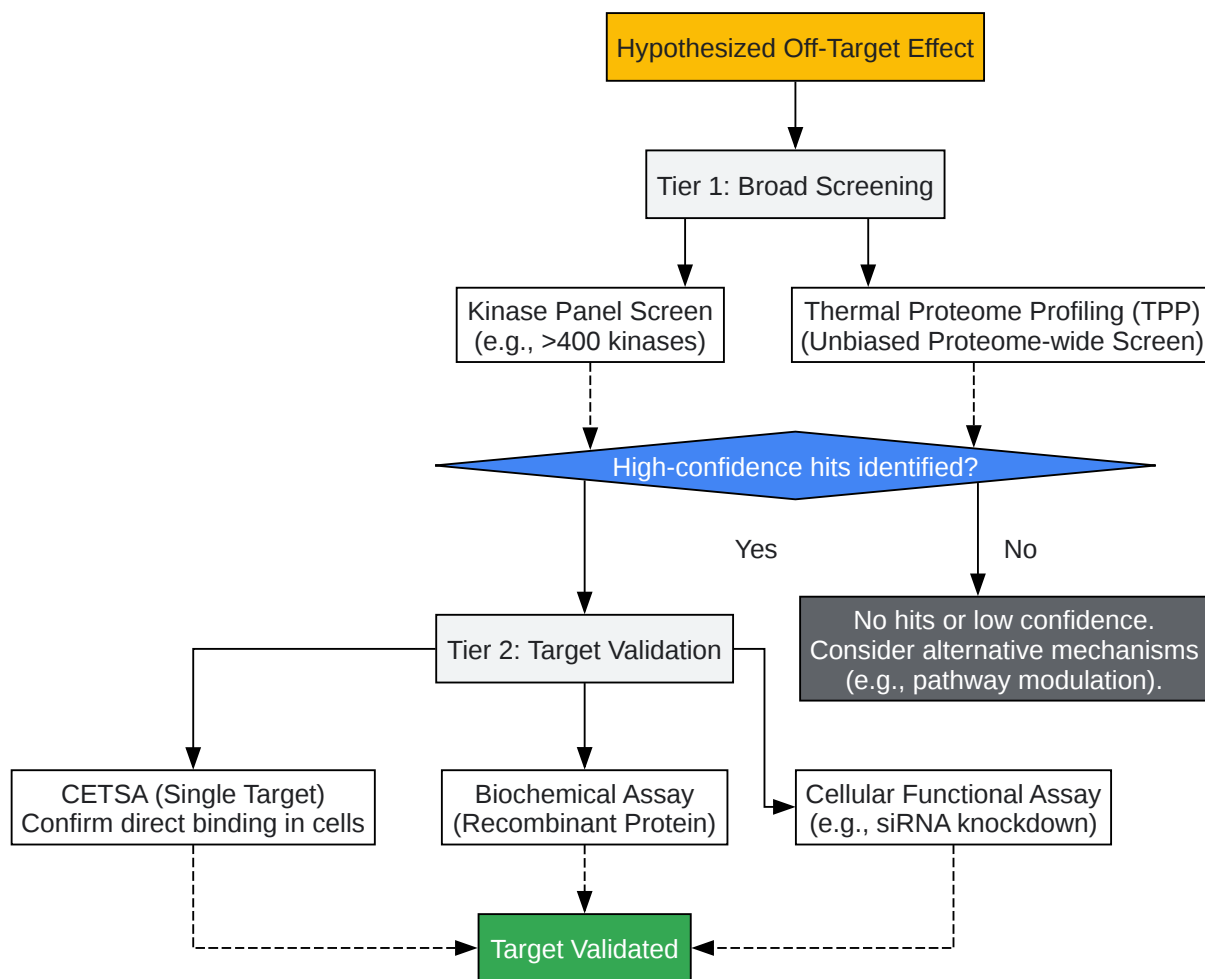 Hypothesized Off-Target Effect
Tier 1: Broad Screening
Kinase Panel Screen
(e.g., >400 kinases)
Thermal Proteome Profiling (TPP)
(Unbiased Proteome-wide Screen)
High-confidence hits identified?
Yes
No
No hits or low confidence.
Consider alternative mechanisms
(e.g., pathway modulation).
Tier 2: Target Validation
CETSA (Single Target)
Confirm direct binding in cells
Biochemical Assay
(Recombinant Protein)
Cellular Functional Assay
(e.g., siRNA knockdown)
Target Validated